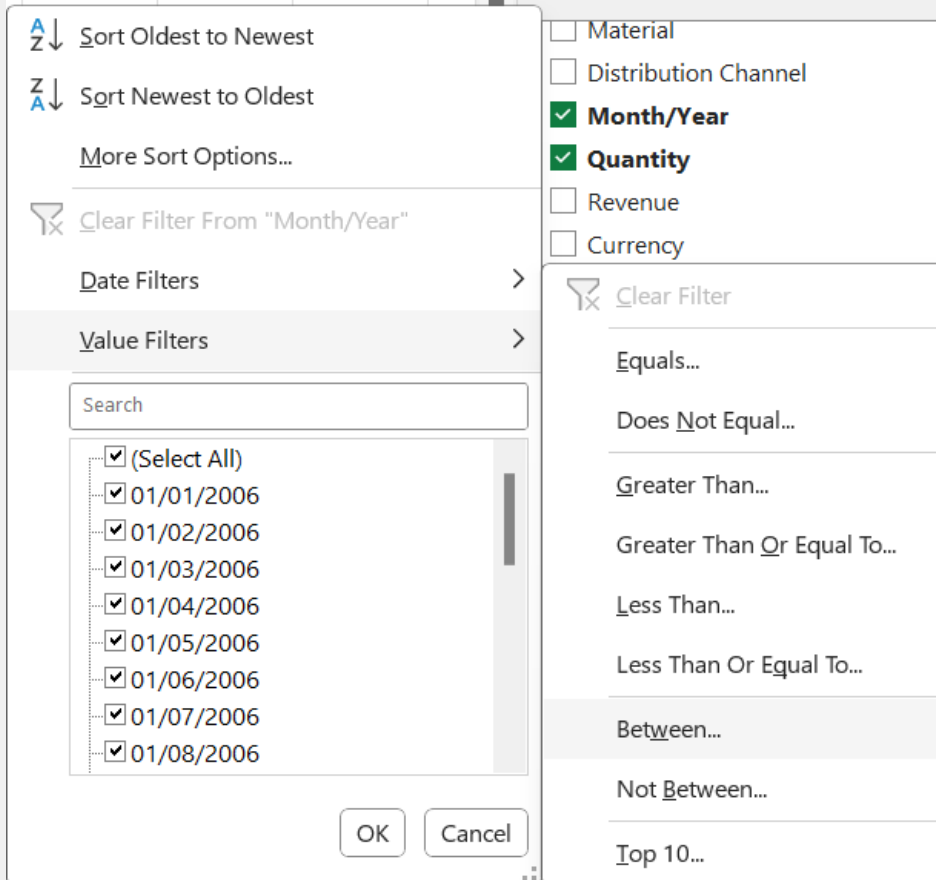 Sort Oldest to Newest
Sort Newest to Oldest
More Sort Options...
Clear Filter From "Month/Year"
Date Filters
Value Filters
Search
(Select All)
01/01/2006
01/02/2006
01/03/2006
01/04/2006
01/05/2006
01/06/2006
01/07/2006
01/08/2006
OK
Cancel
Material
Distribution Channel
Month/Year
Quantity
Revenue
Currency
Clear Filter
Equals...
Does Not Equal...
Greater Than...
Greater Than Or Equal To...
Less Than...
Less Than Or Equal To...
Between...
Not Between...
Top 10...